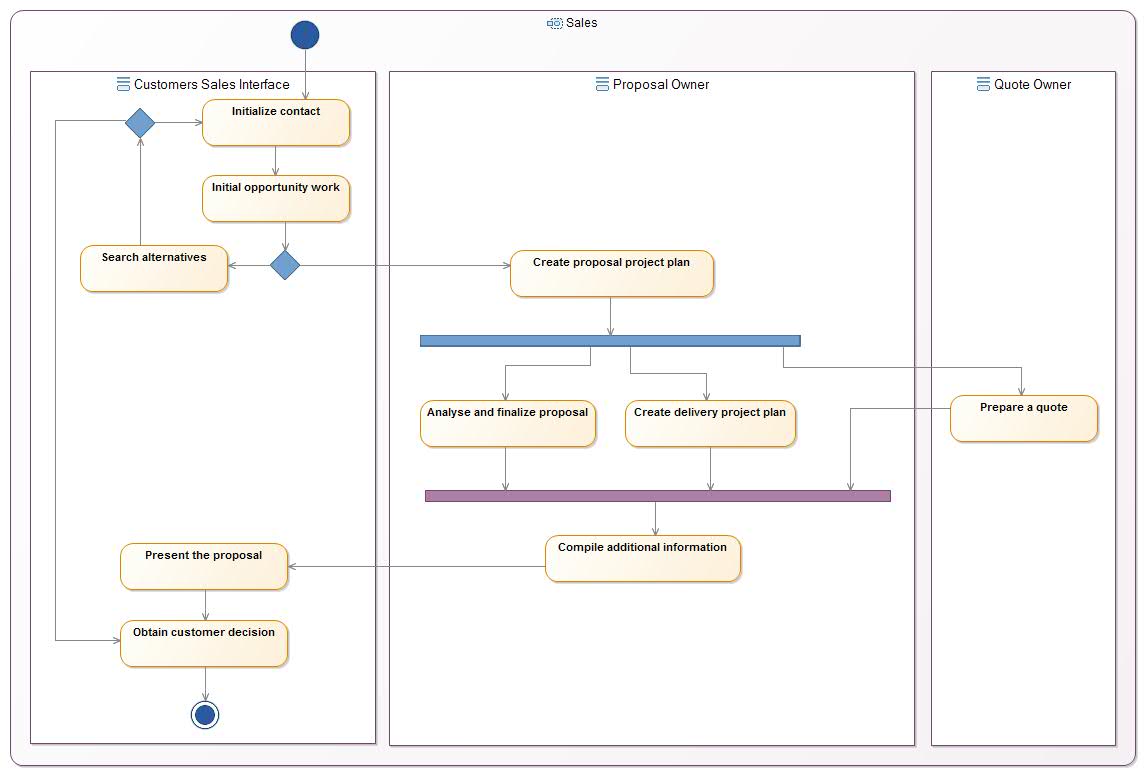 Sales
Customers Sales Interface
Proposal Owner
Quote Owner
Initialize contact
Initial opportunity work
Search alternatives
Create proposal project plan
Analyse and finalize proposal
Create delivery project plan
Prepare a quote
Compile additional information
Present the proposal
Obtain customer decision